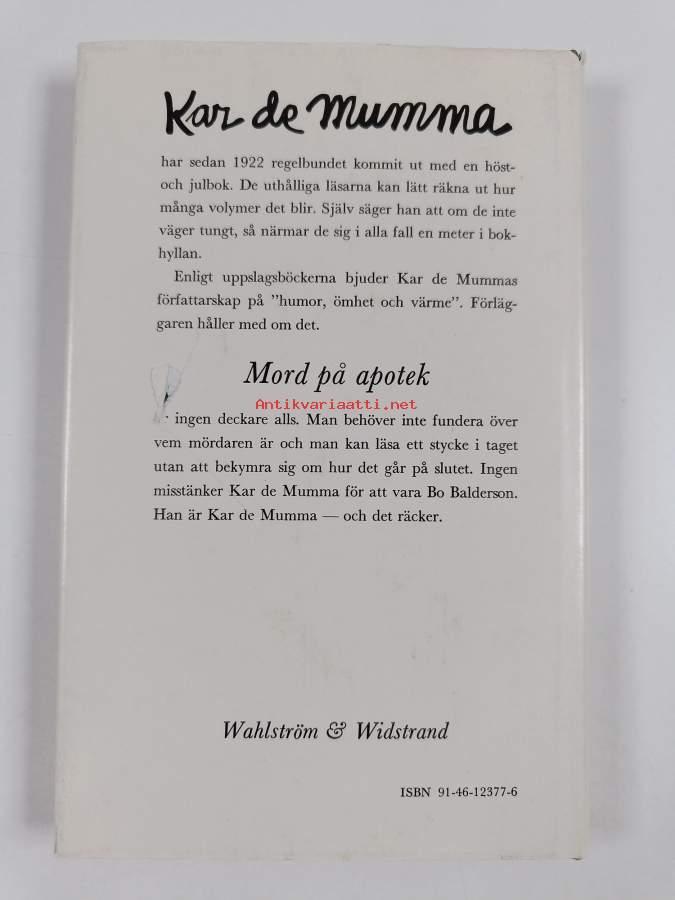 Kar de Mumma
har sedan 1922 regelbundet kommit ut med en höst-
och julbok. De uthålliga läsarna kan lätt räkna ut hur
många volymer det blir. Själv säger han att om de inte
väger tungt, så närmar de sig i alla fall en meter i bok-
hyllan.
Enligt uppslagsböckerna bjuder Kar de Mummas
författarskap på ”humor, ömhet och värme”. Förläg-
garen håller med om det.
Mord på apotek
Antikvariaatti.net
ingen deckare alls. Man behöver inte fundera över
vem mördaren är och man kan läsa ett stycke i taget
utan att bekymra sig om hur det går på slutet. Ingen
misstänker Kar de Mumma för att vara Bo Balderson.
Han är Kar de Mumma — och det räcker.
Wahlström & Widstrand
ISBN 91-46-12377-6